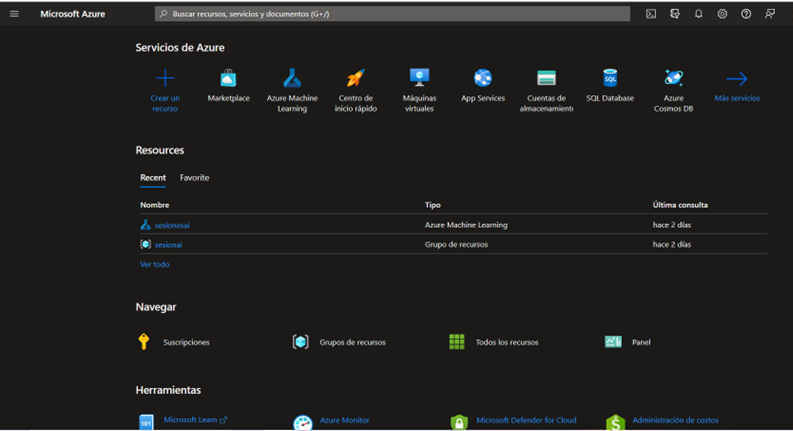 Microsoft Azure
Buscar recursos, servicios y documentos (G+/)
Servicios de Azure
Crear un recurso
Marketplace
Azure Machine Learning
Centro de inicio rápido
Máquinas virtuales
App Services
Cuentas de almacenamient
SQL Database
Azure Cosmos DB
Más servicios
Resources
Recent Favorite
Nombre Tipo Última consulta
sesionesai Azure Machine Learning hace 2 días
sesionai Grupo de recursos hace 2 días
Ver todo
Navegar
Suscripciones Grupos de recursos Todos los recursos Panel
Herramientas
Microsoft Learn Azure Monitor Microsoft Defender for Cloud Administración de costos